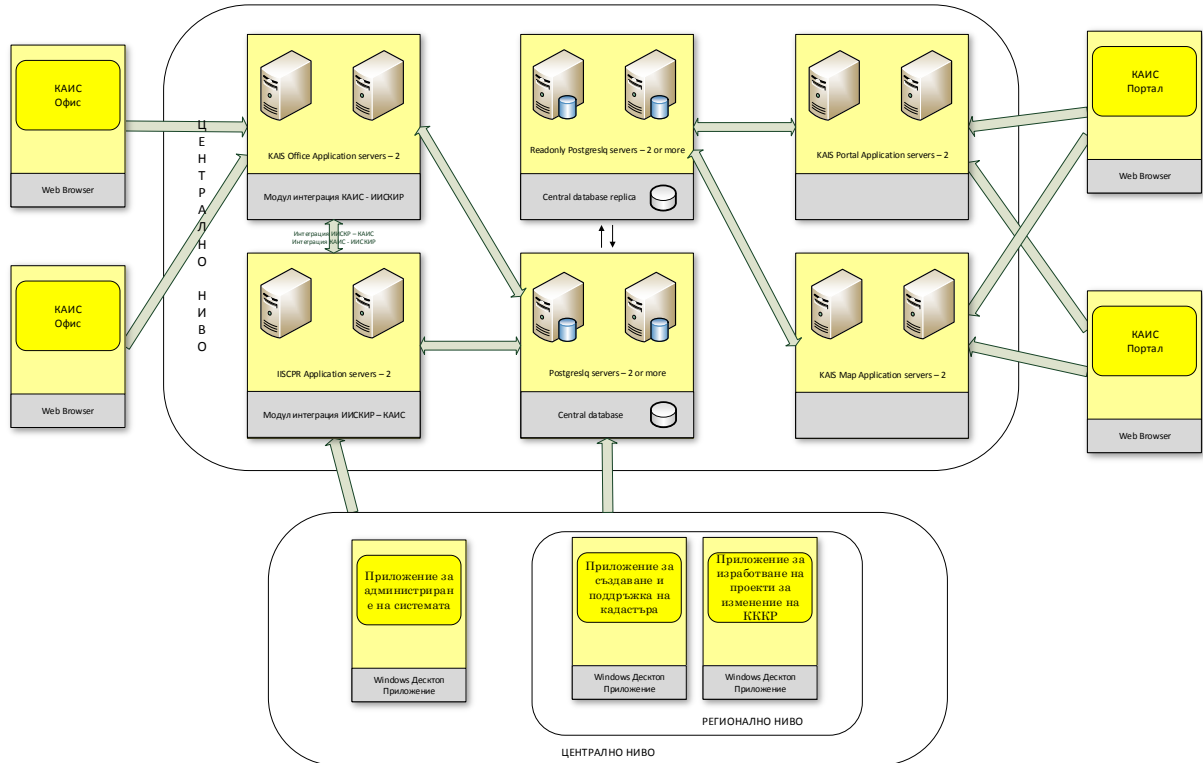 КАИС
Офис
Web Browser
КАИС
Офис
Web Browser
ЦЕНТРАЛНО НИВО
KAIS Office Application servers – 2
Модул интеграция КАИС - ИИСКИР
Интеграция ИИСКР – КАИС
Интеграция КАИС - ИИСКИР
IISCPR Application servers – 2
Модул интеграция ИИСКИР – КАИС
Readonly Postgreslq servers – 2 or more
Central database replica
Postgreslq servers – 2 or more
Central database
KAIS Portal Application servers – 2
KAIS Map Application servers – 2
КАИС
Портал
Web Browser
КАИС
Портал
Web Browser
Приложение за
администриран
е на системата
Windows Десктоп
Приложение
Приложение за
създаване и
поддръжка на
кадастъра
Windows Десктоп
Приложение
Приложение за
изработване на
проекти за
изменение на
КККР
Windows Десктоп
Приложение
РЕГИОНАЛНО НИВО
ЦЕНТРАЛНО НИВО